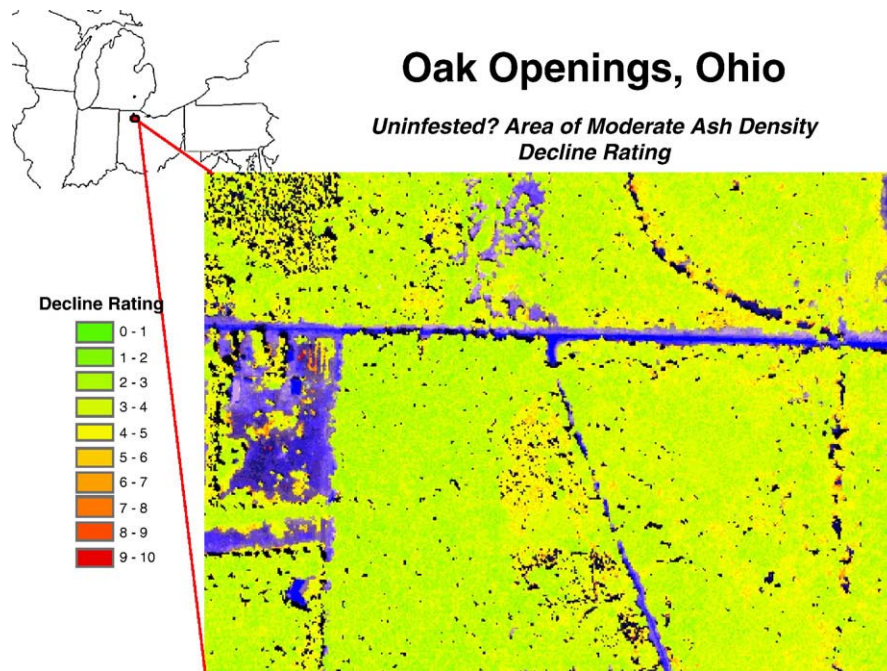 Oak Openings, Ohio
Uninfested? Area of Moderate Ash Density
Decline Rating
Decline Rating
0 - 1
1 - 2
2 - 3
3 - 4
4 - 5
5 - 6
6 - 7
7 - 8
8 - 9
9 - 10